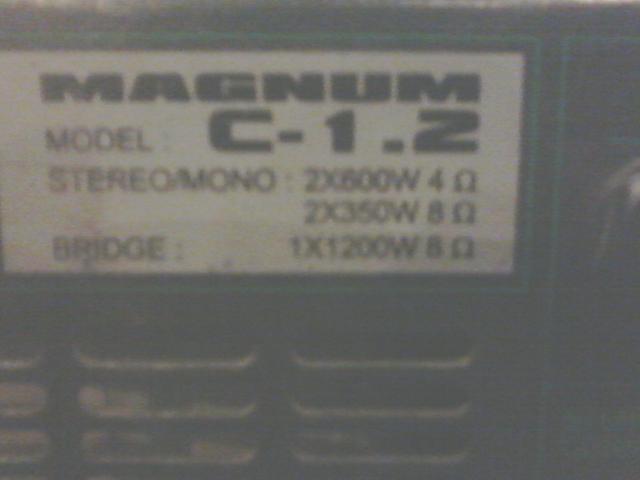 MAGNUM
MODEL : C-1.2
STEREO/MONO : 2X600W 4 Ω
2X350W 8 Ω
BRIDGE : 1X1200W 8 Ω